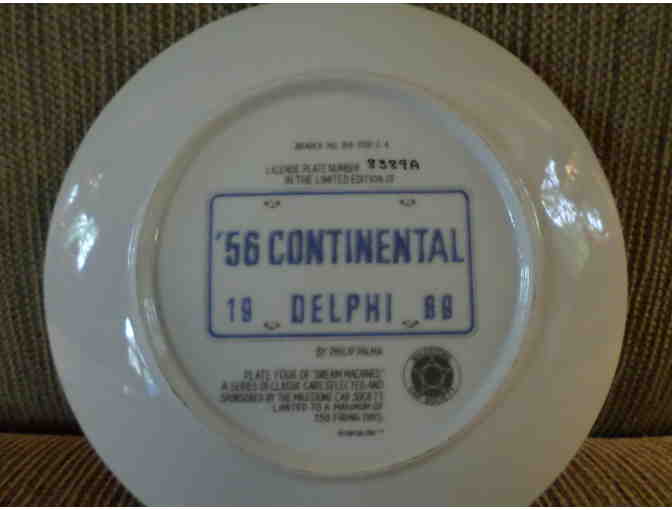 LICENSE PLATE NUMBER 8389A
IN THE LIMITED EDITION OF
'56 CONTINENTAL
19 DELPHI 89
BY PHILIP PALMA
PLATE FOUR OF "DREAM MACHINES"
A SERIES OF CLASSIC CARS SELECTED AND
SPONSORED BY THE MILESTONE CAR SOCIETY
LIMITED TO A MAXIMUM OF
150 FIRING DAYS.